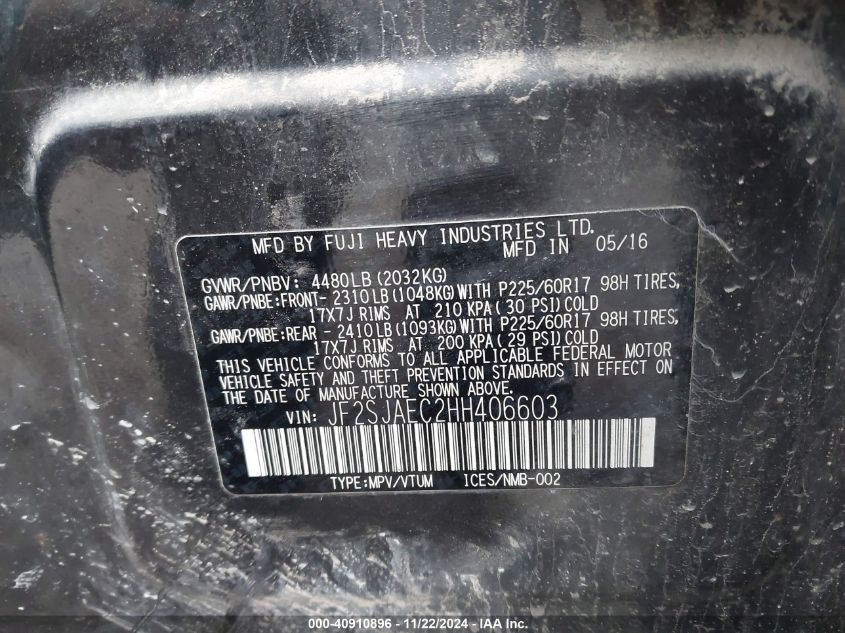 MFD BY FUJI HEAVY INDUSTRIES LTD.
MFD IN 05/16
GVWR/PNBV: 4480LB (2032KG)
GAWR/PNBE:FRONT- 2310LB (1048KG)WITH P225/60R17 98H TIRES,
17X7J RIMS AT 210 KPA (30 PSI)COLD
GAWR/PNBE:REAR - 2410LB (1093KG)WITH P225/60R17 98H TIRES,
17X7J RIMS AT 200 KPA (29 PSI)COLD
THIS VEHICLE CONFORMS TO ALL APPLICABLE FEDERAL MOTOR
VEHICLE SAFETY AND THEFT PREVENTION STANDARDS IN EFFECT ON
THE DATE OF MANUFACTURE SHOWN ABOVE.
VIN: JF2SJAEC2HH406603
TYPE:MPV/VTUM ICES/NMB-002
000-40910896 - 11/22/2024 - IAA Inc.